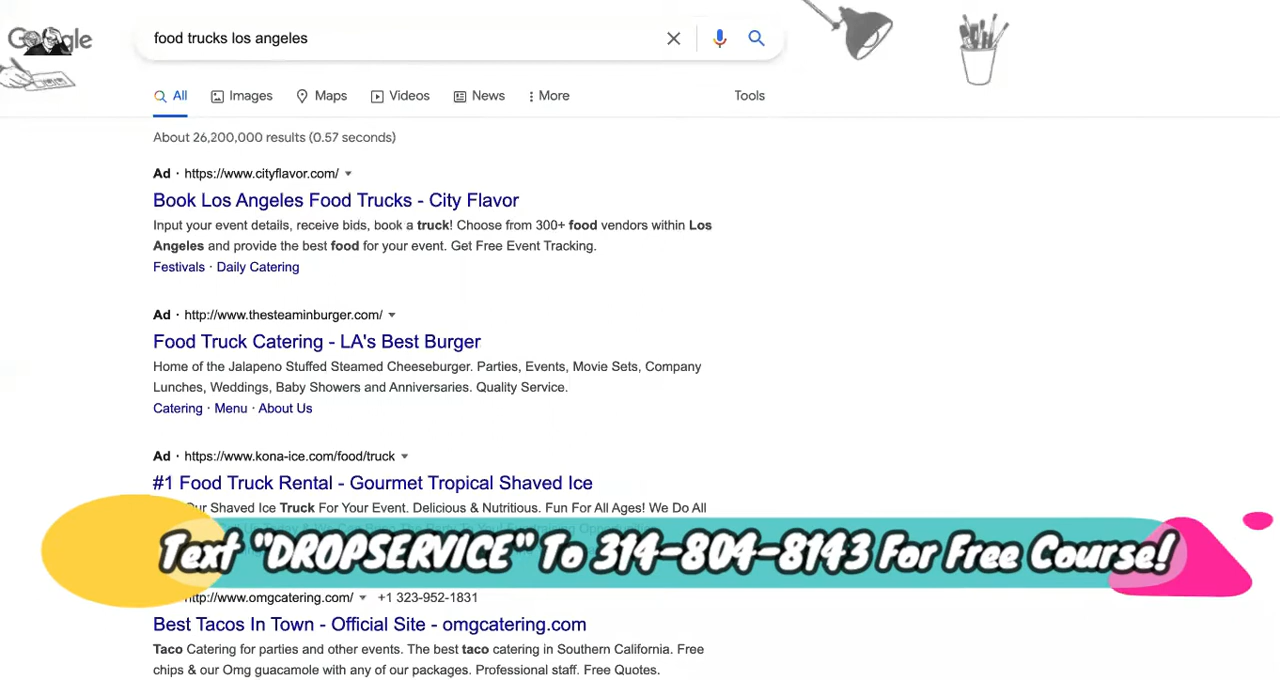 Google
food trucks los angeles
All Images Maps Videos News More Tools
About 26,200,000 results (0.57 seconds)
Ad · https://www.cityflavor.com/
Book Los Angeles Food Trucks - City Flavor
Input your event details, receive bids, book a truck! Choose from 300+ food vendors within Los
Angeles and provide the best food for your event. Get Free Event Tracking.
Festivals · Daily Catering
Ad · http://www.thesteaminburger.com/
Food Truck Catering - LA's Best Burger
Home of the Jalapeno Stuffed Steamed Cheeseburger. Parties, Events, Movie Sets, Company
Lunches, Weddings, Baby Showers and Anniversaries. Quality Service.
Catering · Menu · About Us
Ad · https://www.kona-ice.com/food/truck
#1 Food Truck Rental - Gourmet Tropical Shaved Ice
Our Shaved Ice Truck For Your Event. Delicious & Nutritious. Fun For All Ages! We Do All
Text "DROPSERVICE" To 314-804-8143 For Free Course!
http://www.omgcatering.com/ +1 323-952-1831
Best Tacos In Town - Official Site - omgcatering.com
Taco Catering for parties and other events. The best taco catering in Southern California. Free
chips & our Omg guacamole with any of our packages. Professional staff. Free Quotes.